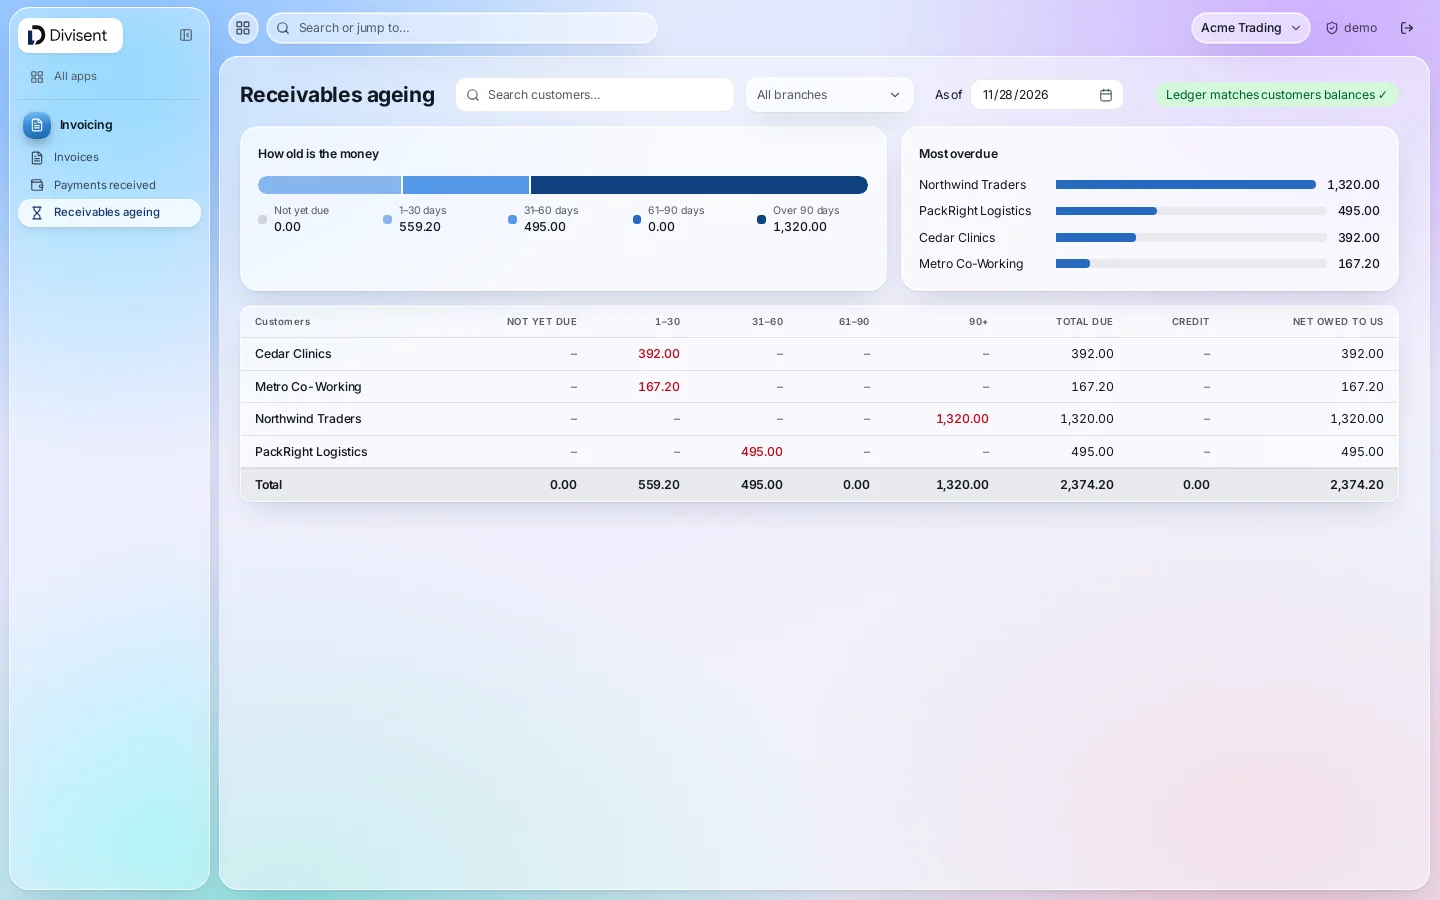 Divisent
All apps
Invoicing
Invoices
Payments received
Receivables ageing
Search or jump to...
Acme Trading
demo
Receivables ageing
Search customers...
All branches
As of
11/28/2026
Ledger matches customers balances ✓
How old is the money
Not yet due
0.00
1–30 days
559.20
31–60 days
495.00
61–90 days
0.00
Over 90 days
1,320.00
Most overdue
Northwind Traders 1,320.00
PackRight Logistics 495.00
Cedar Clinics 392.00
Metro Co-Working 167.20
Customers NOT YET DUE 1–30 31–60 61–90 90+ TOTAL DUE CREDIT NET OWED TO US
Cedar Clinics – 392.00 – – – 392.00 – 392.00
Metro Co-Working – 167.20 – – – 167.20 – 167.20
Northwind Traders – – – – 1,320.00 1,320.00 – 1,320.00
PackRight Logistics – – 495.00 – – 495.00 – 495.00
Total 0.00 559.20 495.00 0.00 1,320.00 2,374.20 0.00 2,374.20